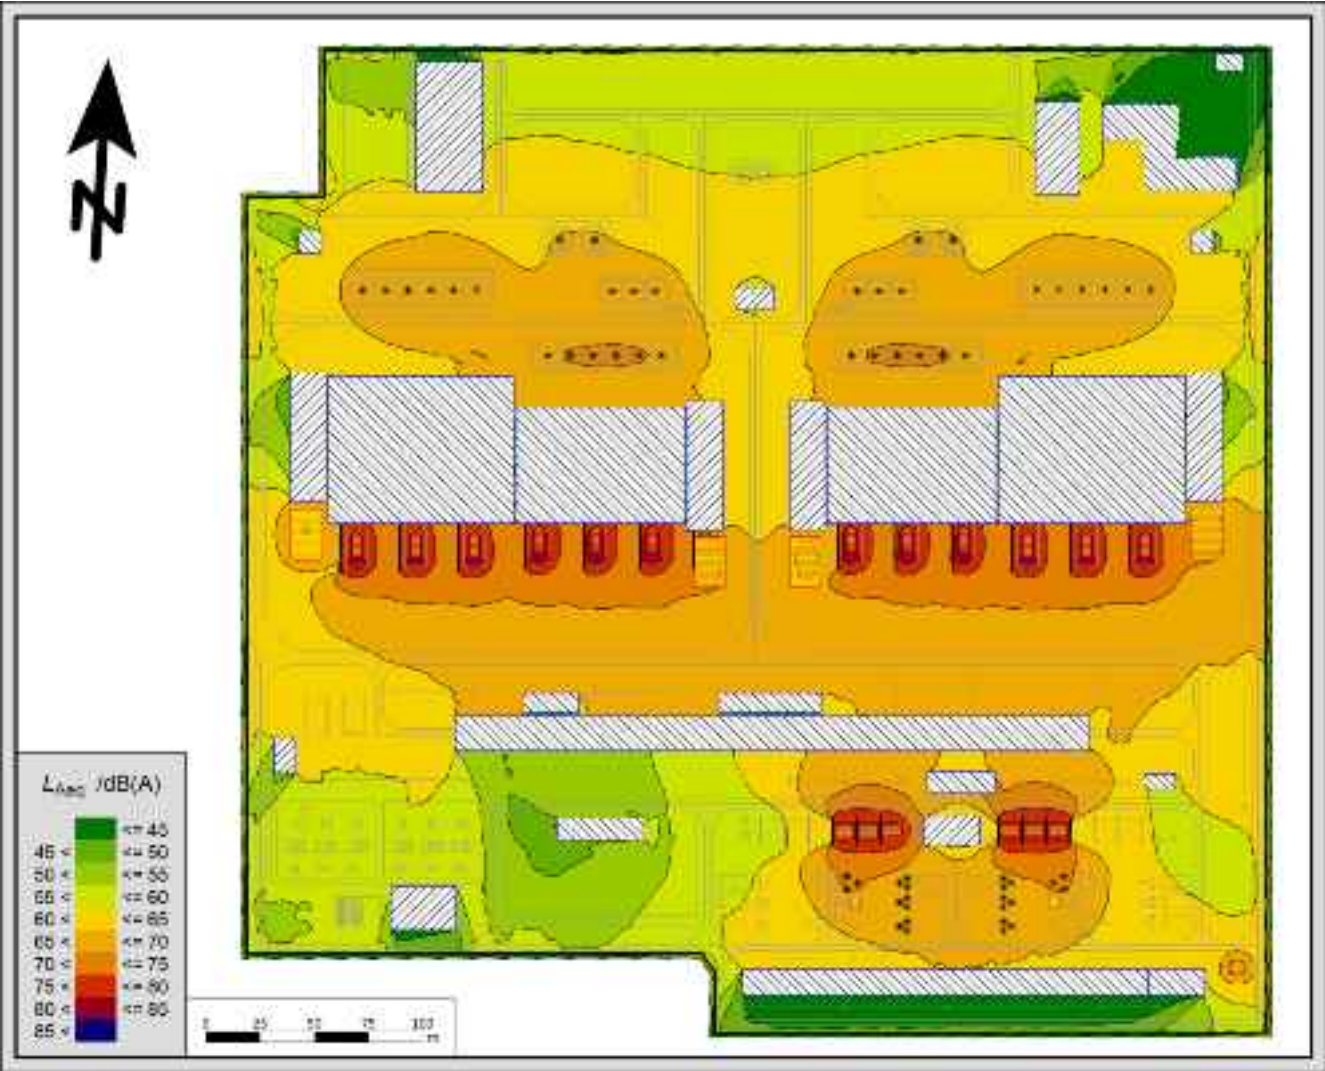 N
LAeq /dB(A)
<= 45
45 < <= 50
50 < <= 55
55 < <= 60
60 < <= 65
65 < <= 70
70 < <= 75
75 < <= 80
80 < <= 85
85 <
0 25 50 75 100
m